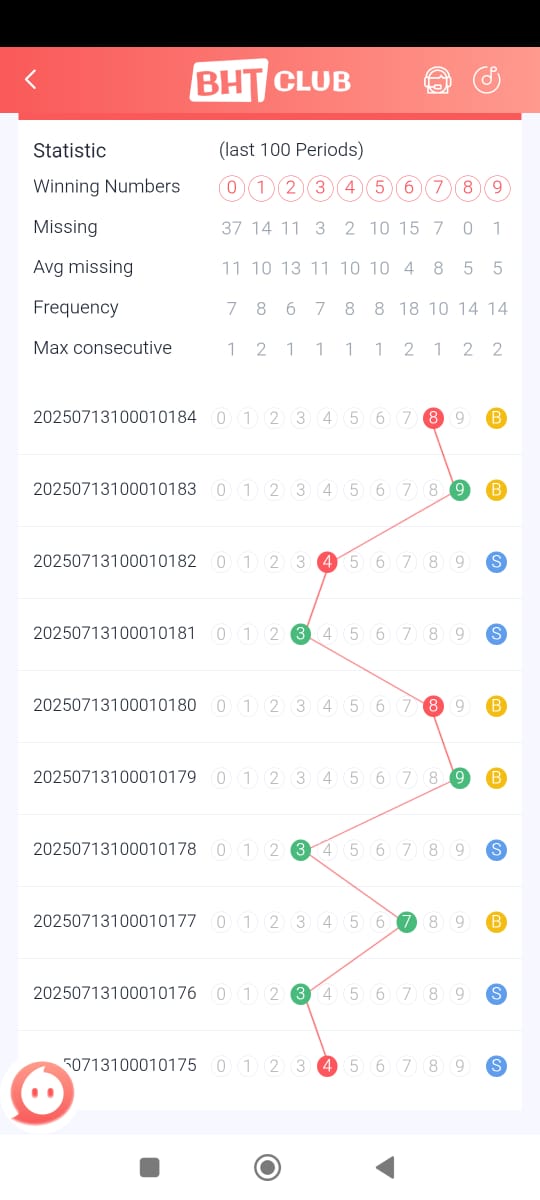 BHT CLUB
Statistic (last 100 Periods)
Winning Numbers 0 1 2 3 4 5 6 7 8 9
Missing 37 14 11 3 2 10 15 7 0 1
Avg missing 11 10 13 11 10 10 4 8 5 5
Frequency 7 8 6 7 8 8 18 10 14 14
Max consecutive 1 2 1 1 1 1 2 1 2 2
20250713100010184 0 1 2 3 4 5 6 7 8 9 B
20250713100010183 0 1 2 3 4 5 6 7 8 9 B
20250713100010182 0 1 2 3 4 5 6 7 8 9 S
20250713100010181 0 1 2 3 4 5 6 7 8 9 S
20250713100010180 0 1 2 3 4 5 6 7 8 9 B
20250713100010179 0 1 2 3 4 5 6 7 8 9 B
20250713100010178 0 1 2 3 4 5 6 7 8 9 S
20250713100010177 0 1 2 3 4 5 6 7 8 9 B
20250713100010176 0 1 2 3 4 5 6 7 8 9 S
50713100010175 0 1 2 3 4 5 6 7 8 9 S